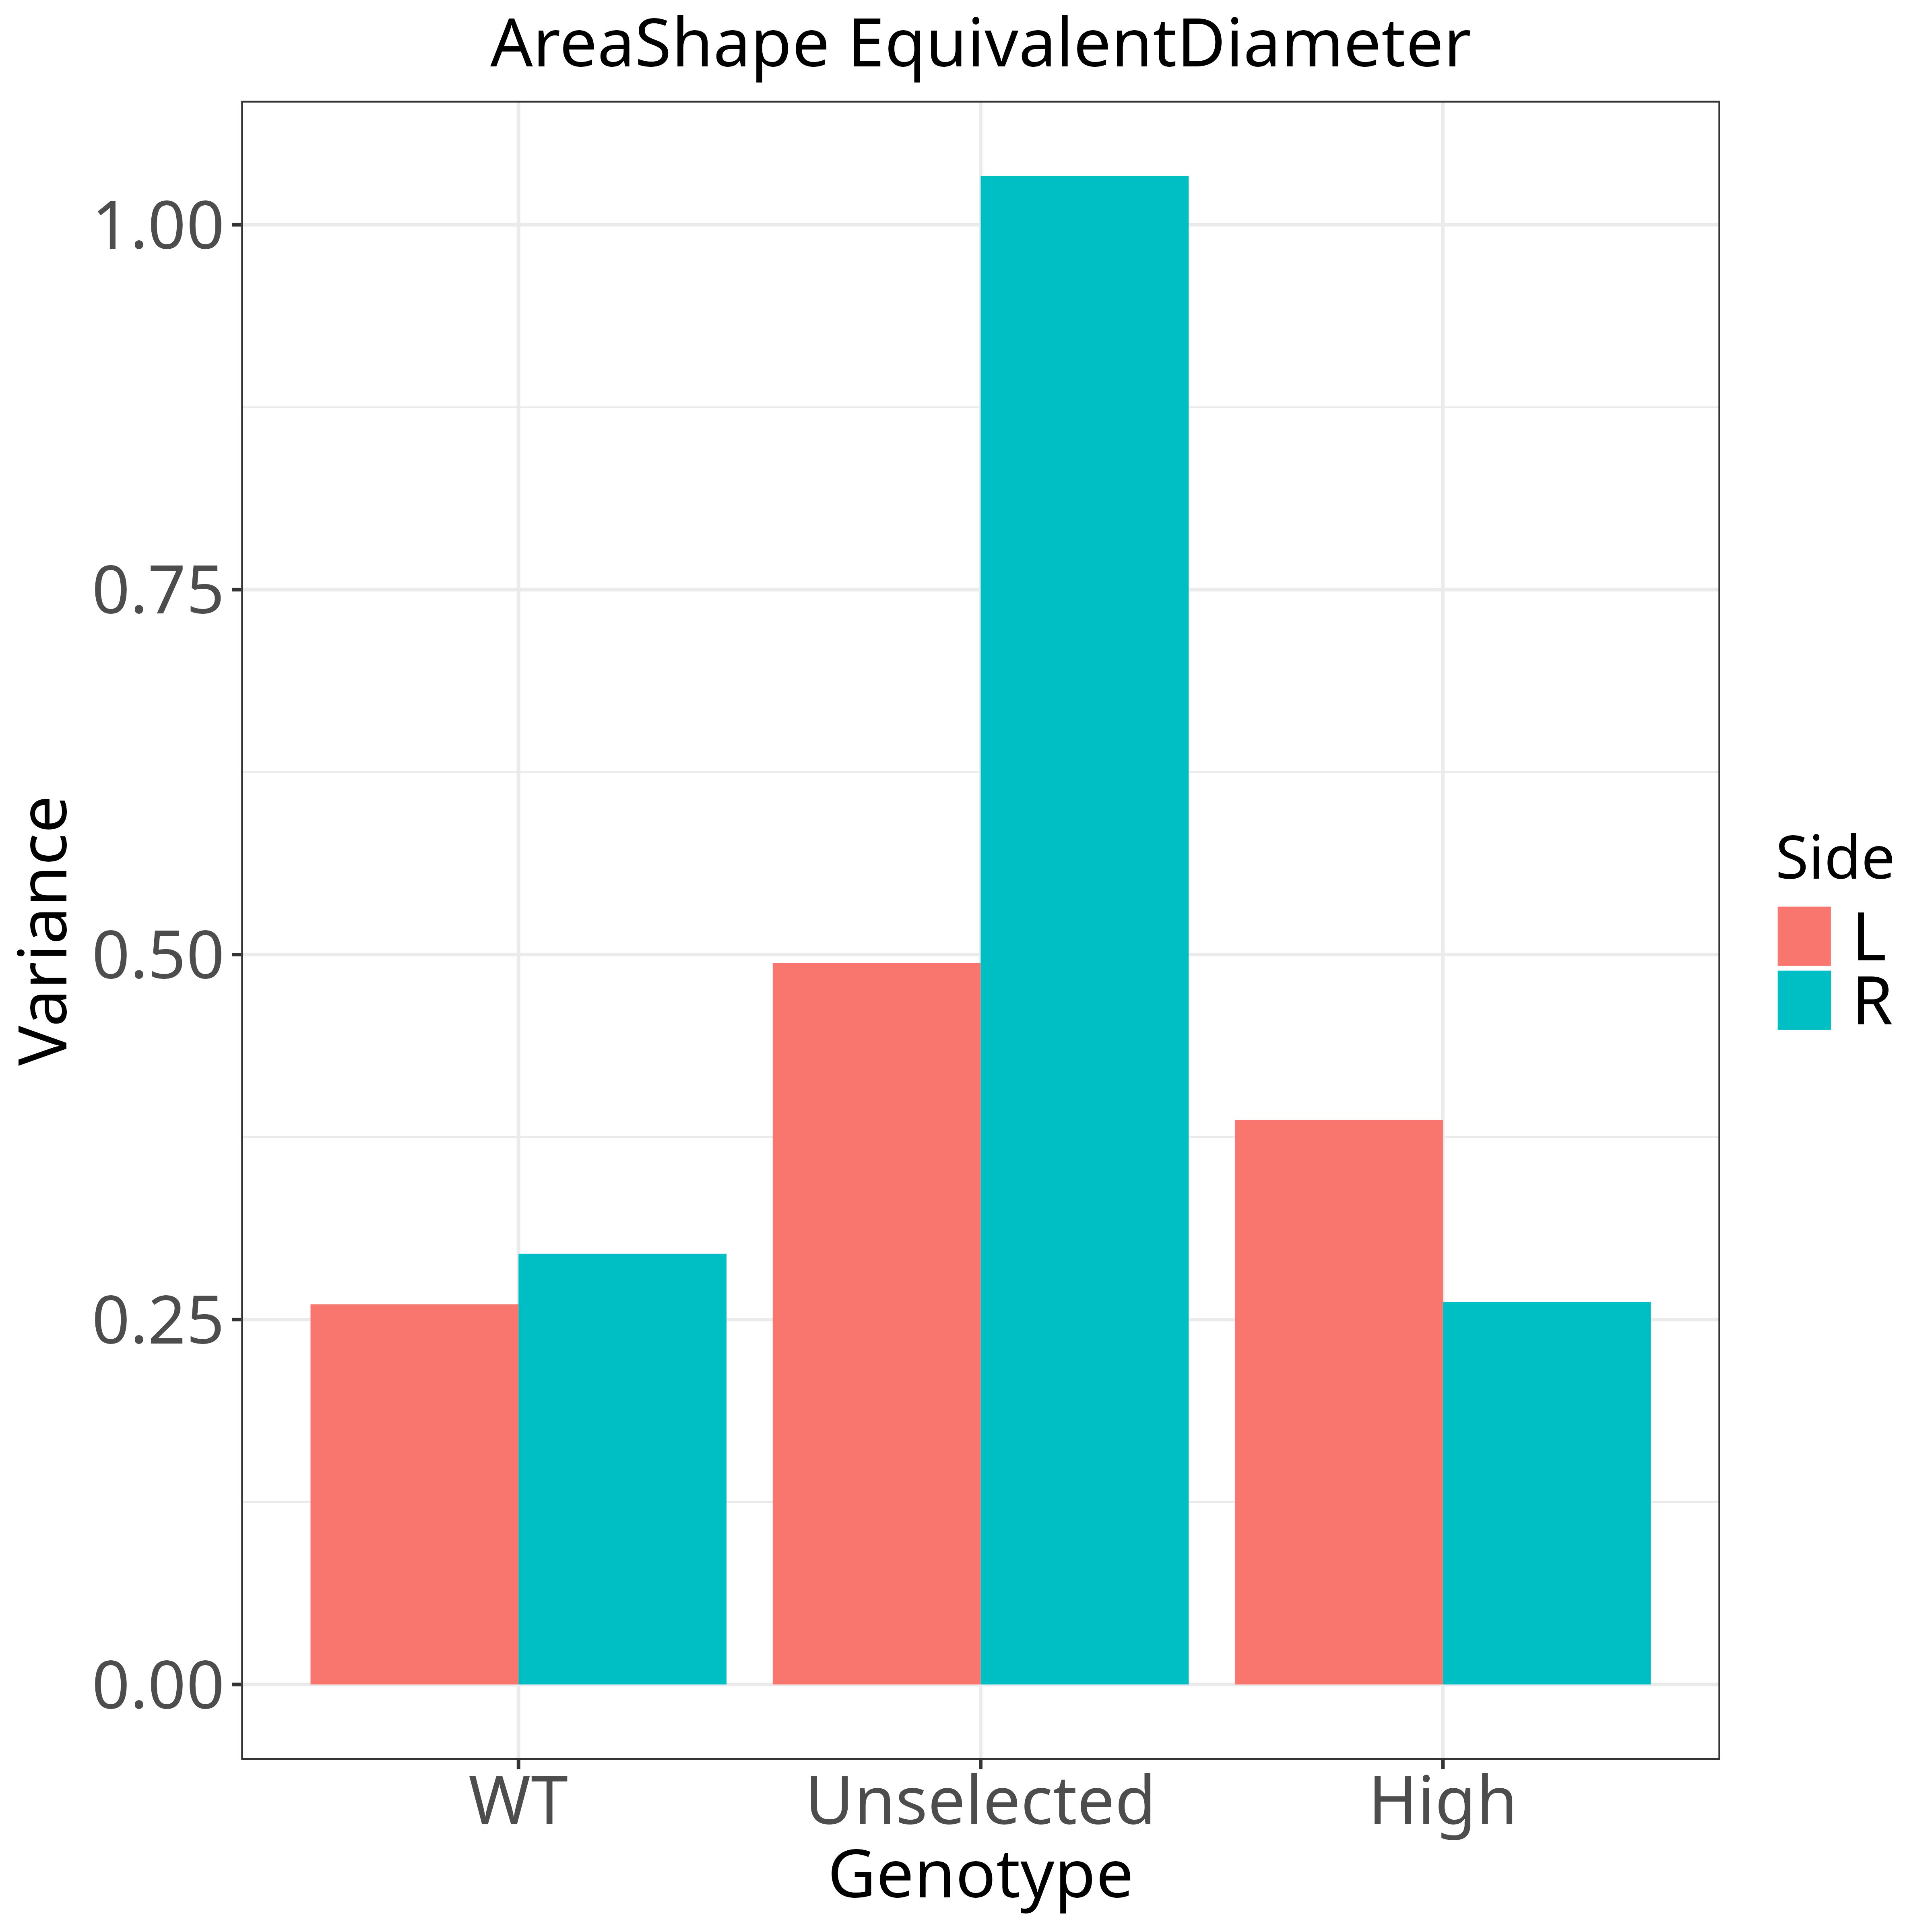 AreaShape EquivalentDiameter
Variance
1.00
0.75
0.50
0.25
0.00
WT Unselected High
Genotype
Side
L
R